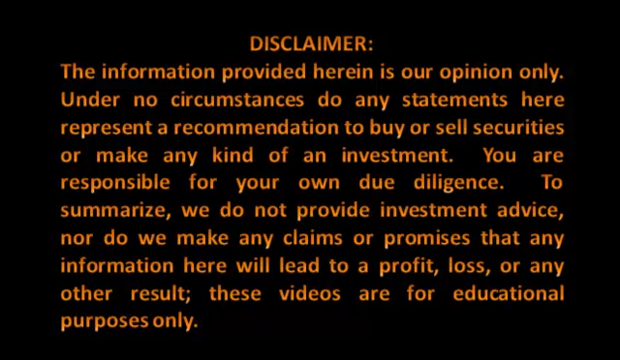 DISCLAIMER:
The information provided herein is our opinion only.
Under no circumstances do any statements here
represent a recommendation to buy or sell securities
or make any kind of an investment. You are
responsible for your own due diligence. To
summarize, we do not provide investment advice,
nor do we make any claims or promises that any
information here will lead to a profit, loss, or any
other result; these videos are for educational
purposes only.